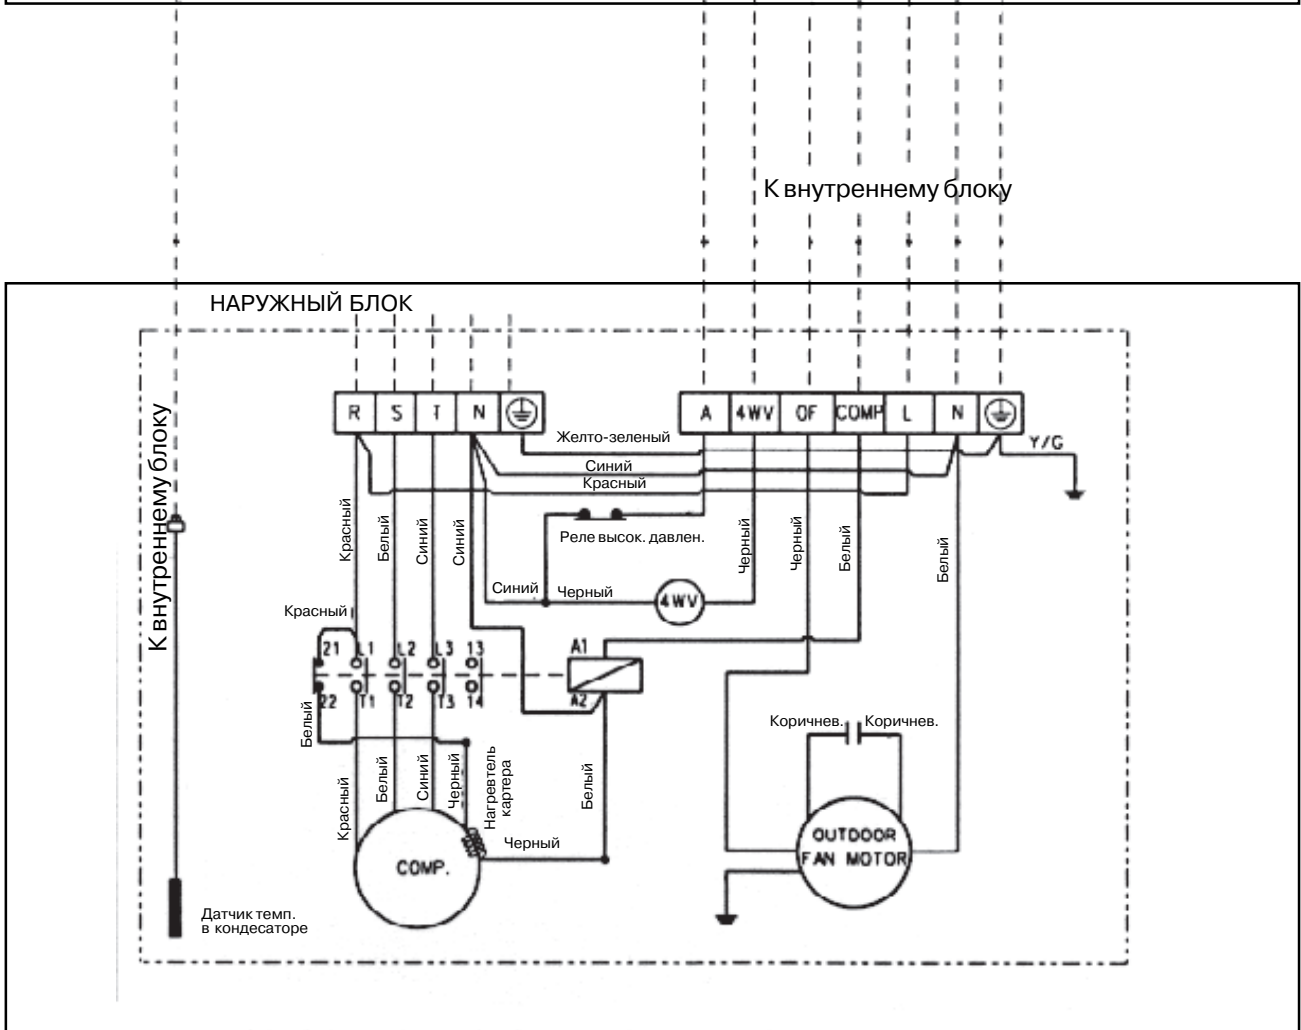 К внутреннему блоку
НАРУЖНЫЙ БЛОК
К внутреннему блоку
R S T N
A 4WV OF COMP L N
Желто-зеленый
Y/G
Синий
Красный
Красный
Белый
Синий
Синий
Реле высок. давлен.
Черный
Черный
Белый
Белый
Синий
Черный
4WV
Красный
21 L1 L2 L3 13
A1
22 T1 T2 T3 14
A2
Белый
Коричнев.
Коричнев.
Красный
Белый
Синий
Черный
Нагревтель
картера
Белый
Черный
COMP.
OUTDOOR
FAN MOTOR
Датчик темп.
в кондесаторе